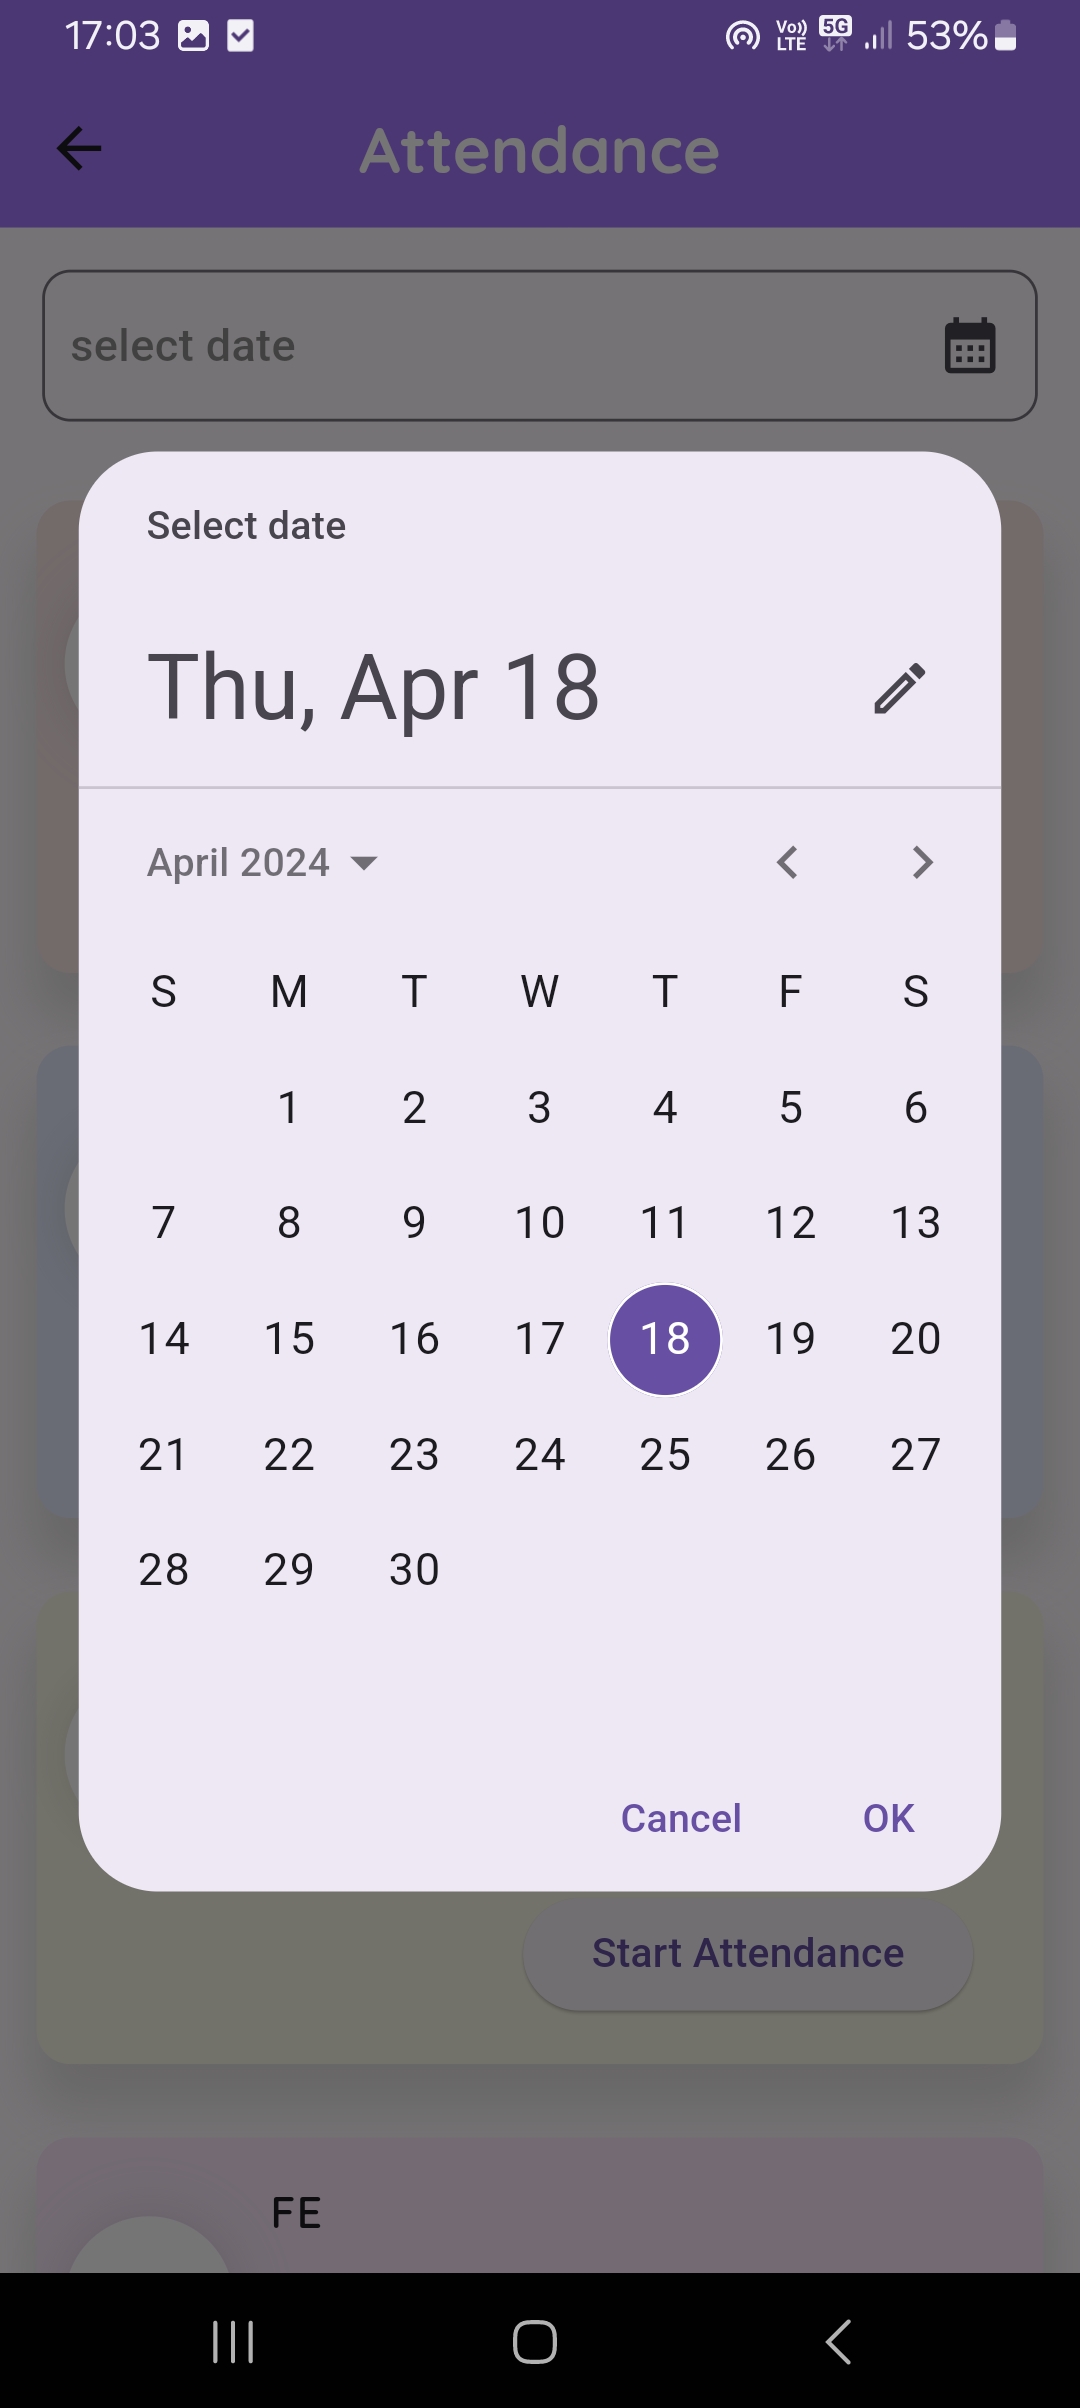 17:03 Vo)) LTE 5G 53%
Attendance
select date
Select date
Thu, Apr 18
April 2024
S M T W T F S
1 2 3 4 5 6
7 8 9 10 11 12 13
14 15 16 17 18 19 20
21 22 23 24 25 26 27
28 29 30
Cancel OK
Start Attendance
FE